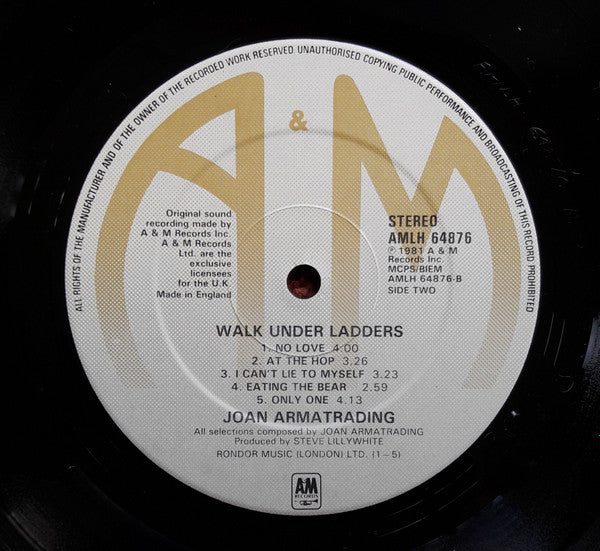 ALL RIGHTS OF THE MANUFACTURER AND OF THE OWNER OF THE RECORDED WORK RESERVED. UNAUTHORISED COPYING PUBLIC PERFORMANCE AND BROADCASTING OF THIS RECORD PROHIBITED
A&M
Original sound
recording made by
A & M Records Inc.
A & M Records
Ltd. are the
exclusive
licensees
for the U.K.
Made in England
STEREO
AMLH 64876
℗ 1981 A & M
Records Inc.
MCPS/BIEM
AMLH 64876-B
SIDE TWO
WALK UNDER LADDERS
1. NO LOVE 4:00
2. AT THE HOP 3.26
3. I CAN'T LIE TO MYSELF 3.23
4. EATING THE BEAR 2.59
5. ONLY ONE 4.13
JOAN ARMATRADING
All selections composed by JOAN ARMATRADING
Produced by STEVE LILLYWHITE
RONDOR MUSIC (LONDON) LTD. (1–5)
AM
RECORDS